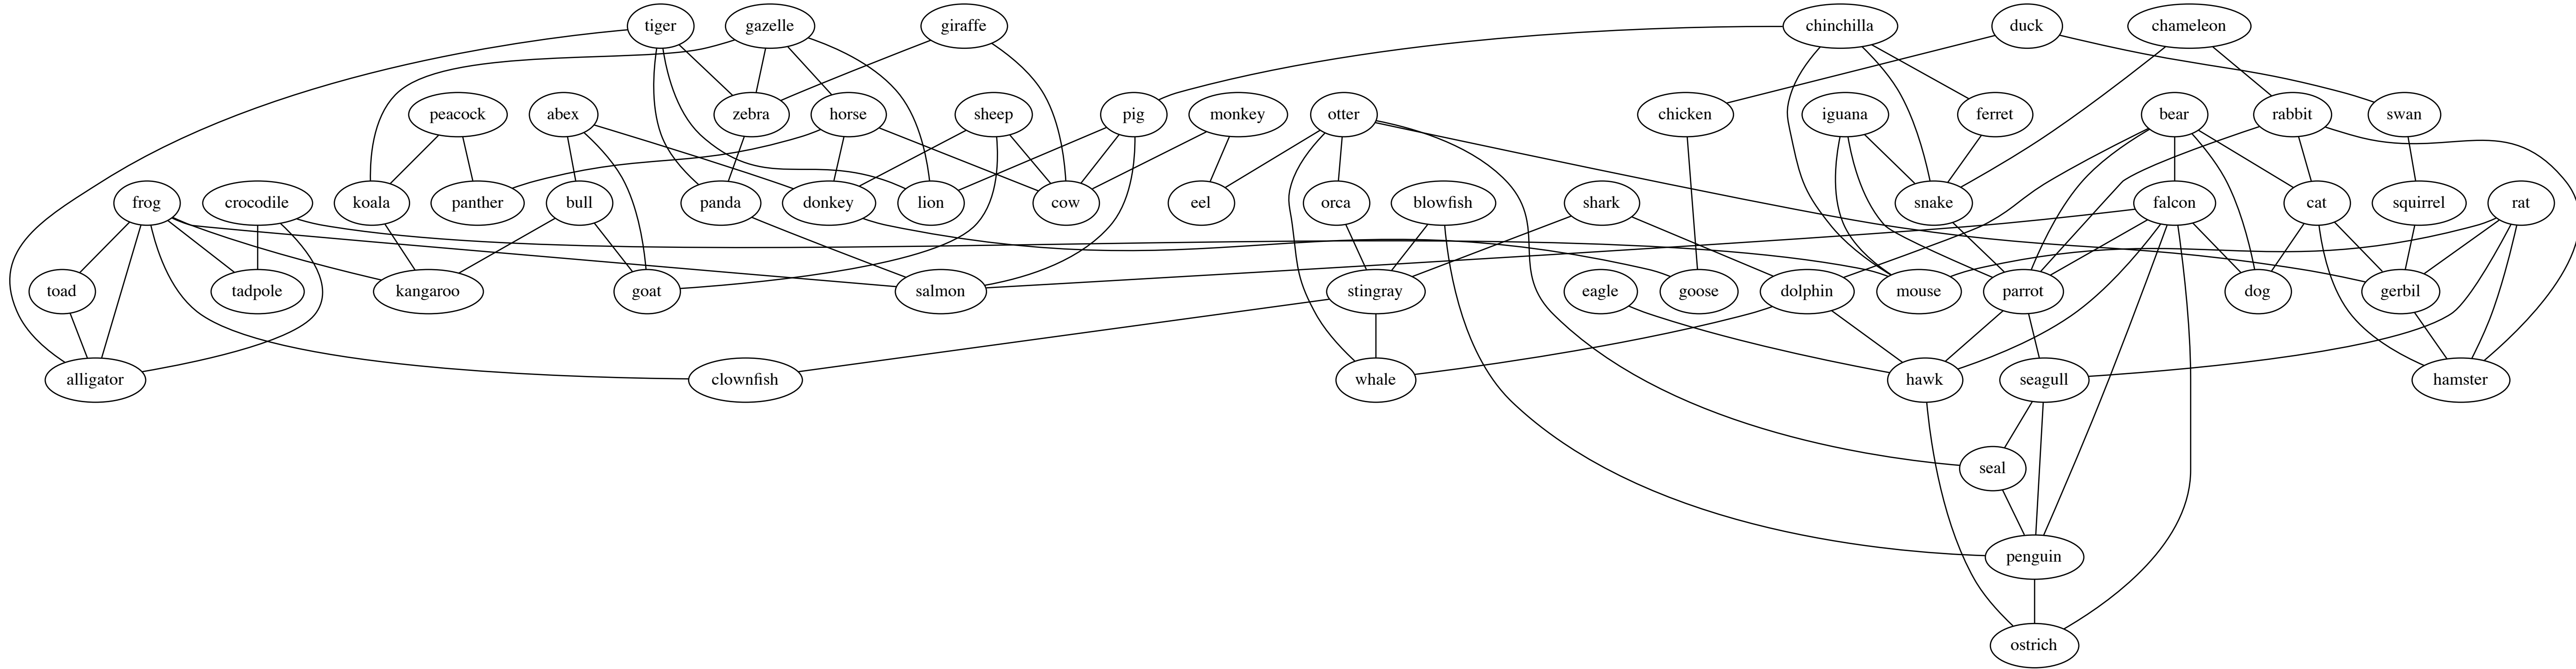 tiger
gazelle
giraffe
chinchilla
duck
chameleon
peacock
abex
zebra
horse
sheep
pig
monkey
otter
chicken
iguana
ferret
bear
rabbit
swan
frog
crocodile
koala
panther
bull
panda
donkey
lion
cow
eel
orca
blowfish
shark
snake
falcon
cat
squirrel
rat
toad
tadpole
kangaroo
goat
salmon
stingray
eagle
goose
dolphin
mouse
parrot
dog
gerbil
alligator
clownfish
whale
hawk
seagull
hamster
seal
penguin
ostrich